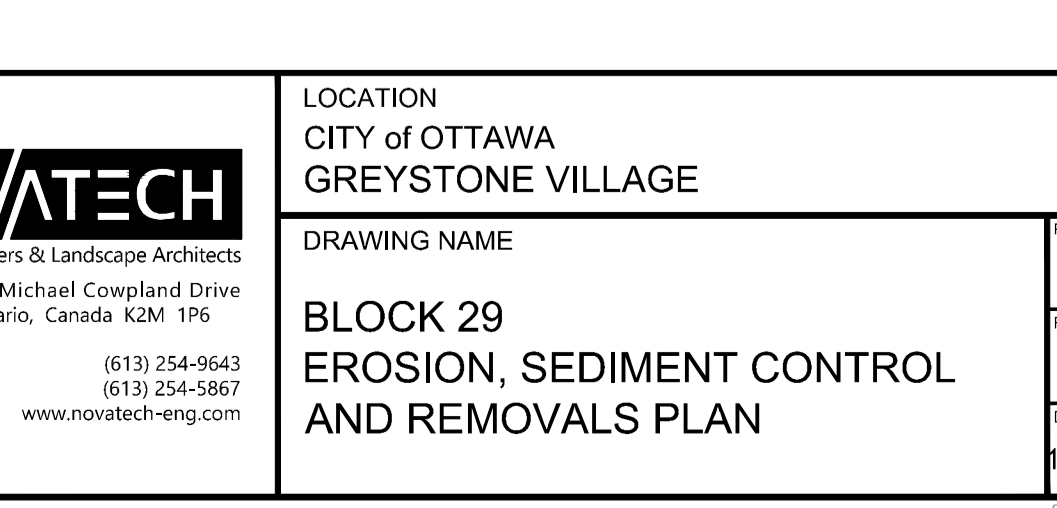 LOCATION
CITY of OTTAWA
GREYSTONE VILLAGE
ATECH
ers & Landscape Architects
Michael Cowpland Drive
ario, Canada K2M 1P6
(613) 254-9643
(613) 254-5867
www.novatech-eng.com
DRAWING NAME
BLOCK 29
EROSION, SEDIMENT CONTROL
AND REMOVALS PLAN